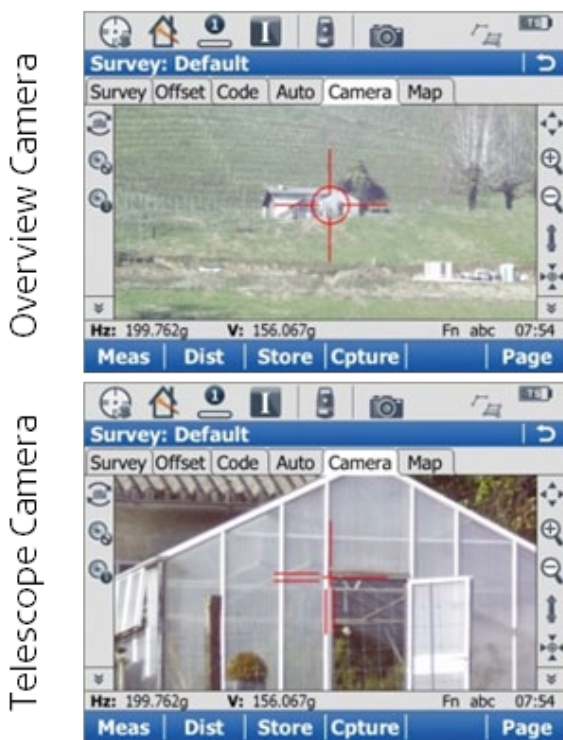 Overview Camera
1 I
Survey: Default
Survey Offset Code Auto Camera Map
Hz: 199.762g V: 156.067g Fn abc 07:54
Meas Dist Store Cpture Page
Telescope Camera
1 I
Survey: Default
Survey Offset Code Auto Camera Map
Hz: 199.762g V: 156.067g Fn abc 07:54
Meas Dist Store Cpture Page